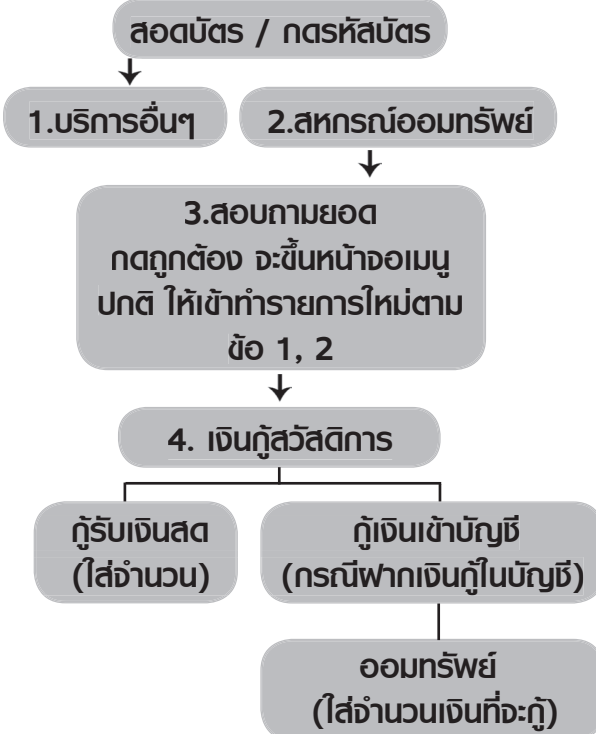 สอดบัตร / กดรหัสบัตร
1.บริการอื่นๆ
2.สหกรณ์ออมทรัพย์
3.สอบถามยอด
กดถูกต้อง จะขึ้นหน้าจอเมนู
ปกติ ให้เข้าทำรายการใหม่ตาม
ข้อ 1, 2
4. เงินกู้สวัสดิการ
กู้รับเงินสด
(ใส่จำนวน)
กู้เงินเข้าบัญชี
(กรณีฝากเงินกู้ในบัญชี)
ออมทรัพย์
(ใส่จำนวนเงินที่จะกู้)